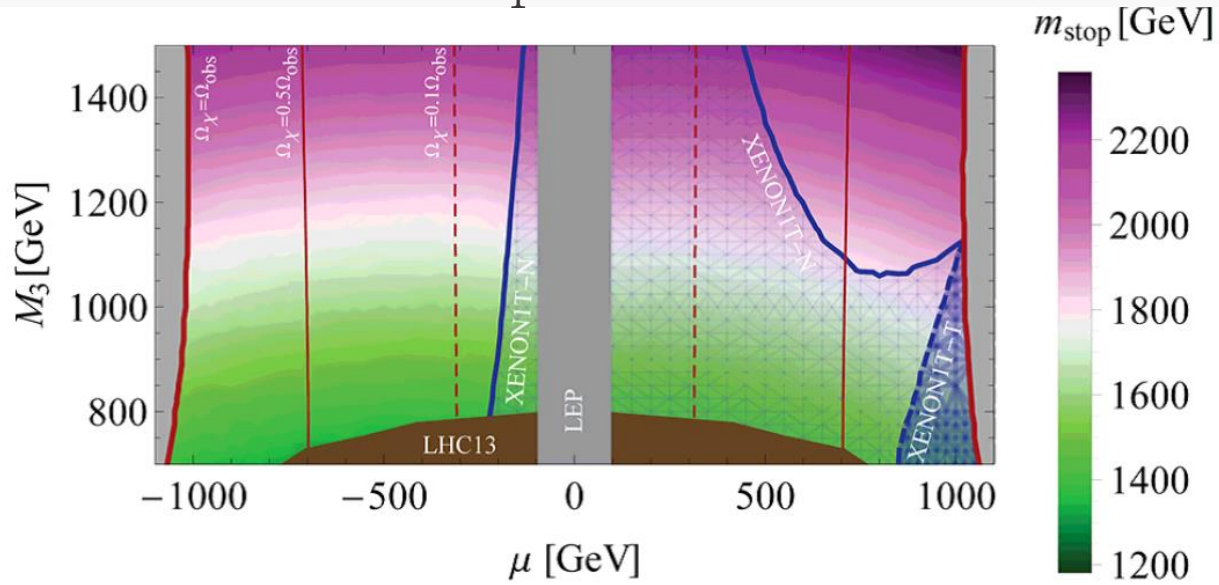 m_stop [GeV]
Ω_χ=Ω_obs
Ω_χ=0.5Ω_obs
Ω_χ=0.1Ω_obs
XENON1T−N
XENON1T−N
XENON1T−T
LEP
LHC13
M_3 [GeV]
1400
1200
1000
800
−1000
−500
0
500
1000
μ [GeV]
2200
2000
1800
1600
1400
1200